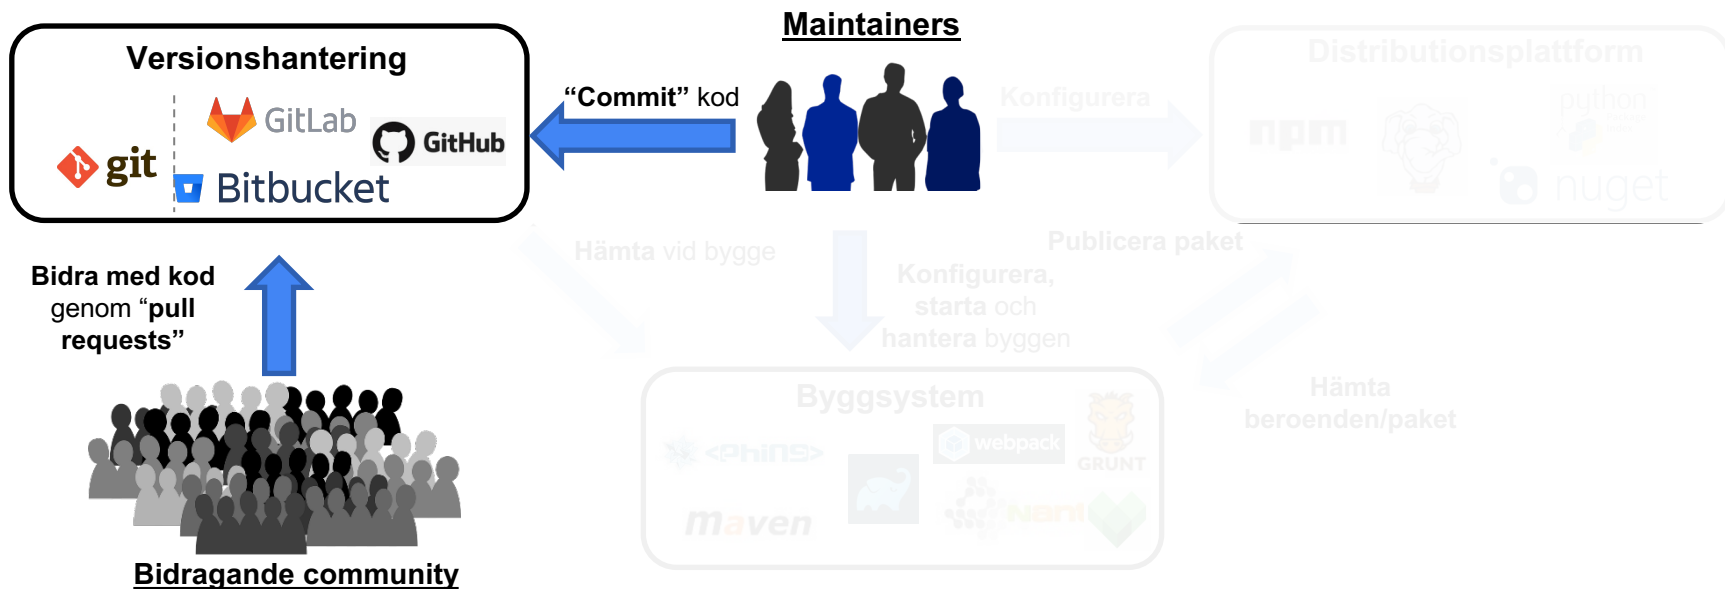 Maintainers
Versionshantering
Distributionsplattform
"Commit" kod
Konfigurera
GitLab
GitHub
git
Bitbucket
npm
python
nuget
Hämta vid bygge
Publicera paket
Bidra med kod
genom "pull
requests"
Konfigurera,
starta och
hantera byggen
Byggsystem
Hämta
beroenden/paket
<phing>
webpack
GRUNT
maven
Bidragande community